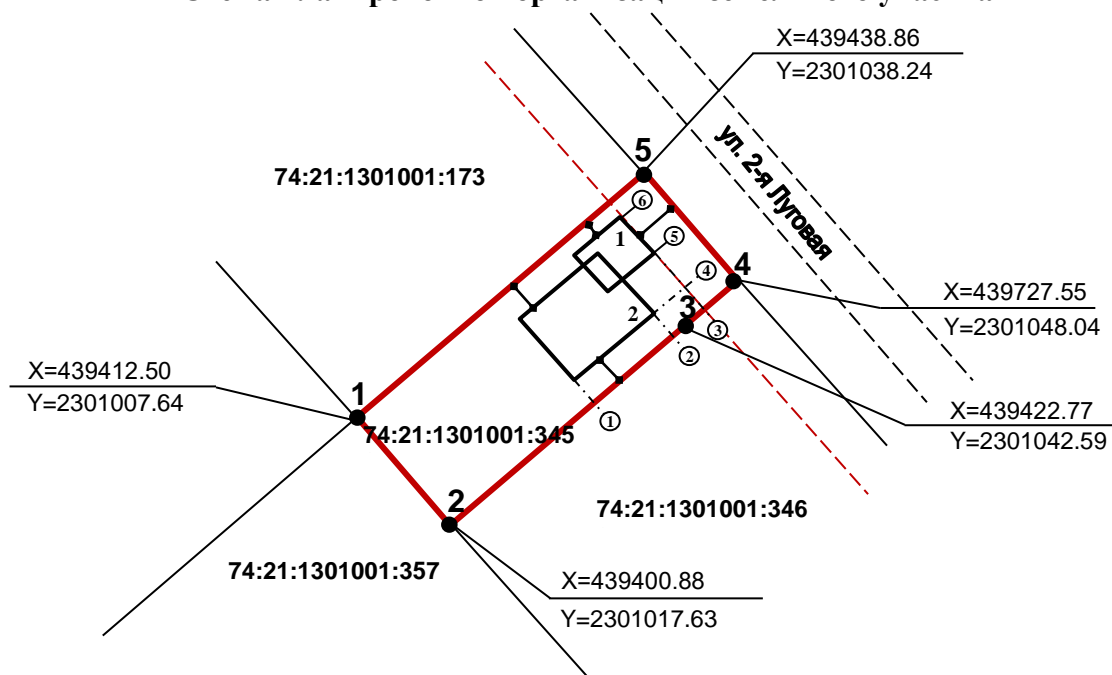 X=439438.86
Y=2301038.24
ул. 2-я Луговая
5
74:21:1301001:173
6
1
5
4
4
X=439727.55
Y=2301048.04
3
2
3
2
X=439412.50
Y=2301007.64
1
X=439422.77
Y=2301042.59
1
74:21:1301001:345
2
74:21:1301001:346
74:21:1301001:357
X=439400.88
Y=2301017.63